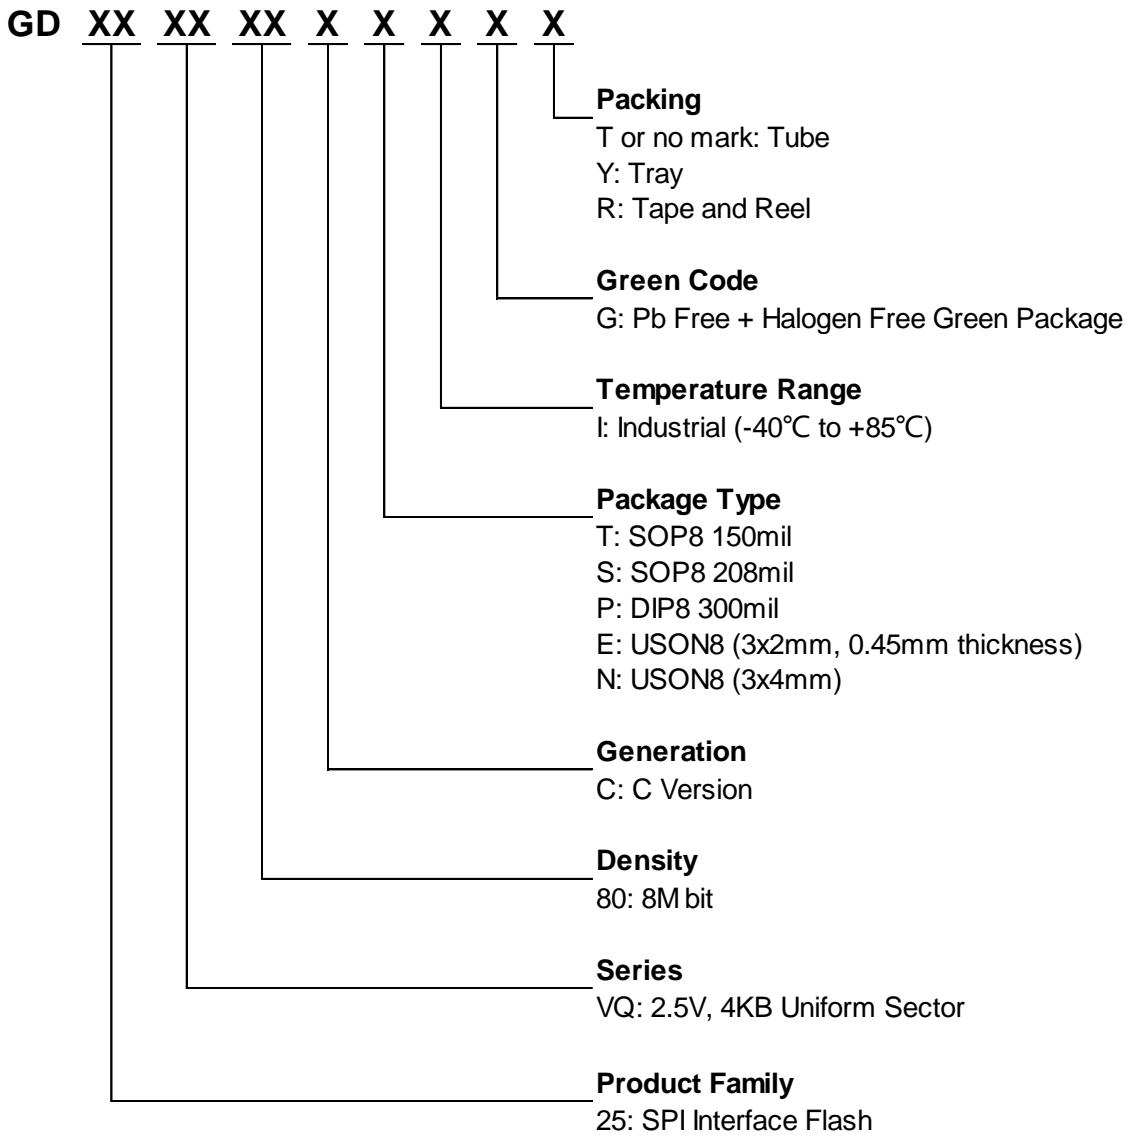 GD XX XX XX X X X X X
Packing
T or no mark: Tube
Y: Tray
R: Tape and Reel
Green Code
G: Pb Free + Halogen Free Green Package
Temperature Range
I: Industrial (-40℃ to +85℃)
Package Type
T: SOP8 150mil
S: SOP8 208mil
P: DIP8 300mil
E: USON8 (3x2mm, 0.45mm thickness)
N: USON8 (3x4mm)
Generation
C: C Version
Density
80: 8M bit
Series
VQ: 2.5V, 4KB Uniform Sector
Product Family
25: SPI Interface Flash